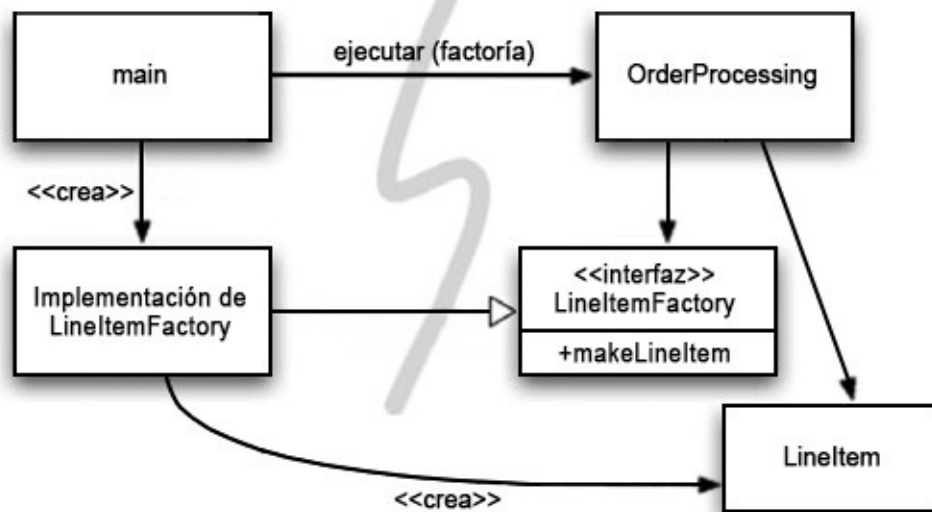 main
ejecutar (factoría)
OrderProcessing
<<crea>>
Implementación de
LineItemFactory
<<interfaz>>
LineItemFactory
+makeLineItem
LineItem
<<crea>>